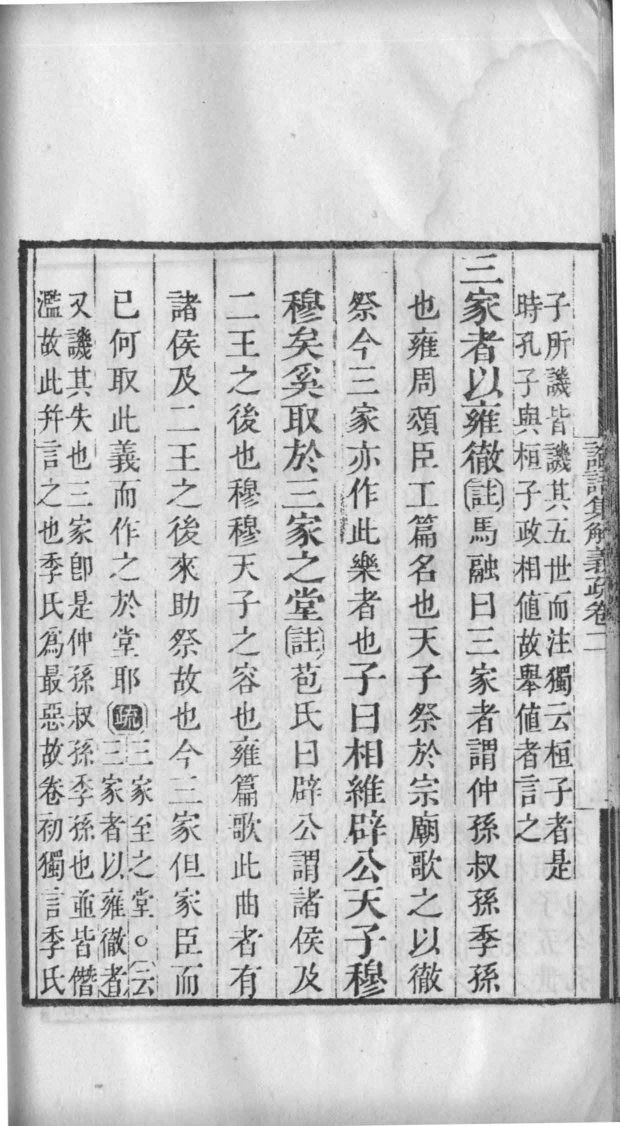 論語集解義疏卷二
子所譏皆譏其五世而注獨云桓子者是
時孔子與桓子政相值故舉値者言之
三家者以雍徹註馬融曰三家者謂仲孫叔孫季孫
也雍周頌臣工篇名也天子祭於宗廟歌之以徹
祭今三家亦作此樂者也子曰相維辟公天子穆
穆矣奚取於三家之堂註苞氏曰辟公謂諸侯及
二王之後也穆穆天子之容也雍篇歌此曲者有
諸侯及二王之後來助祭故也今三家但家臣而
已何取此義而作之於堂耶疏
三家至之堂。云
三家者以雍徹者
又譏其失也三家卽是仲孫叔孫季孫也並皆僭
濫故此幷言之也季氏爲最惡故卷初獨言季氏